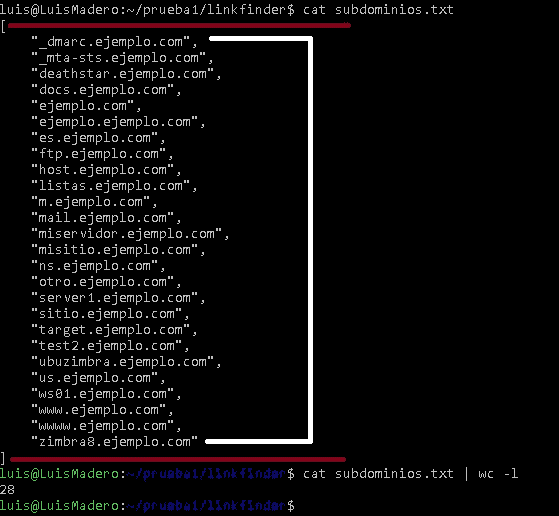 luis@LuisMadero:~/prueba1/linkfinder$ cat subdominios.txt
[
"_dmarc.ejemplo.com",
"_mta-sts.ejemplo.com",
"deathstar.ejemplo.com",
"docs.ejemplo.com",
"ejemplo.com",
"ejemplo.ejemplo.com",
"es.ejemplo.com",
"ftp.ejemplo.com",
"host.ejemplo.com",
"listas.ejemplo.com",
"m.ejemplo.com",
"mail.ejemplo.com",
"miservidor.ejemplo.com",
"misitio.ejemplo.com",
"ns.ejemplo.com",
"otro.ejemplo.com",
"server1.ejemplo.com",
"sitio.ejemplo.com",
"target.ejemplo.com",
"test2.ejemplo.com",
"ubuzimbra.ejemplo.com",
"us.ejemplo.com",
"ws01.ejemplo.com",
"www.ejemplo.com",
"wwww.ejemplo.com",
"zimbra8.ejemplo.com"
]
luis@LuisMadero:~/prueba1/linkfinder$ cat subdominios.txt | wc -l
28
luis@LuisMadero:~/prueba1/linkfinder$